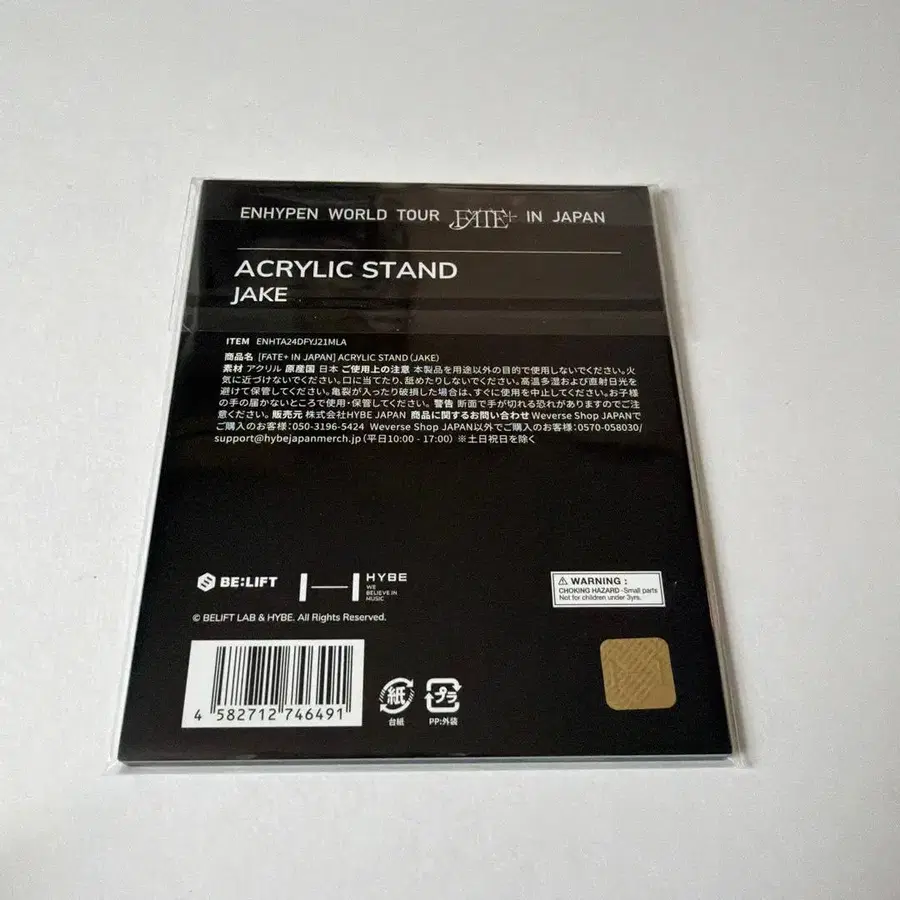 ENHYPEN WORLD TOUR FATE+ IN JAPAN
ACRYLIC STAND
JAKE
ITEM ENHTA24DFYJ21MLA
商品名 [FATE+ IN JAPAN] ACRYLIC STAND (JAKE)
素材 アクリル 原産国 日本 ご使用上の注意 本製品を用途以外の目的で使用しないでください。火
気に近づけないでください。口に当てたり、舐めたりしないでください。高温多湿および直射日光を
避けて保管してください。亀裂が入ったり破損した場合は、すぐに使用を中止してください。お子様
の手の届かないところで使用・保管してください。警告 断面で手が切れる恐れがありますのでご注
意ください。販売元 株式会社HYBE JAPAN 商品に関するお問い合わせ Weverse Shop JAPANで
ご購入のお客様：050-3196-5424 Weverse Shop JAPAN以外でご購入のお客様：0570-058030/
support@hybejapanmerch.jp (平日10:00 - 17:00) ※土日祝日を除く
BE:LIFT
HYBE
WE
BELIEVE IN
MUSIC
⚠ WARNING :
CHOKING HAZARD -Small parts
Not for children under 3yrs.
© BELIFT LAB & HYBE. All Rights Reserved.
4 582712 746491
紙
台紙
プラ
PP:外装